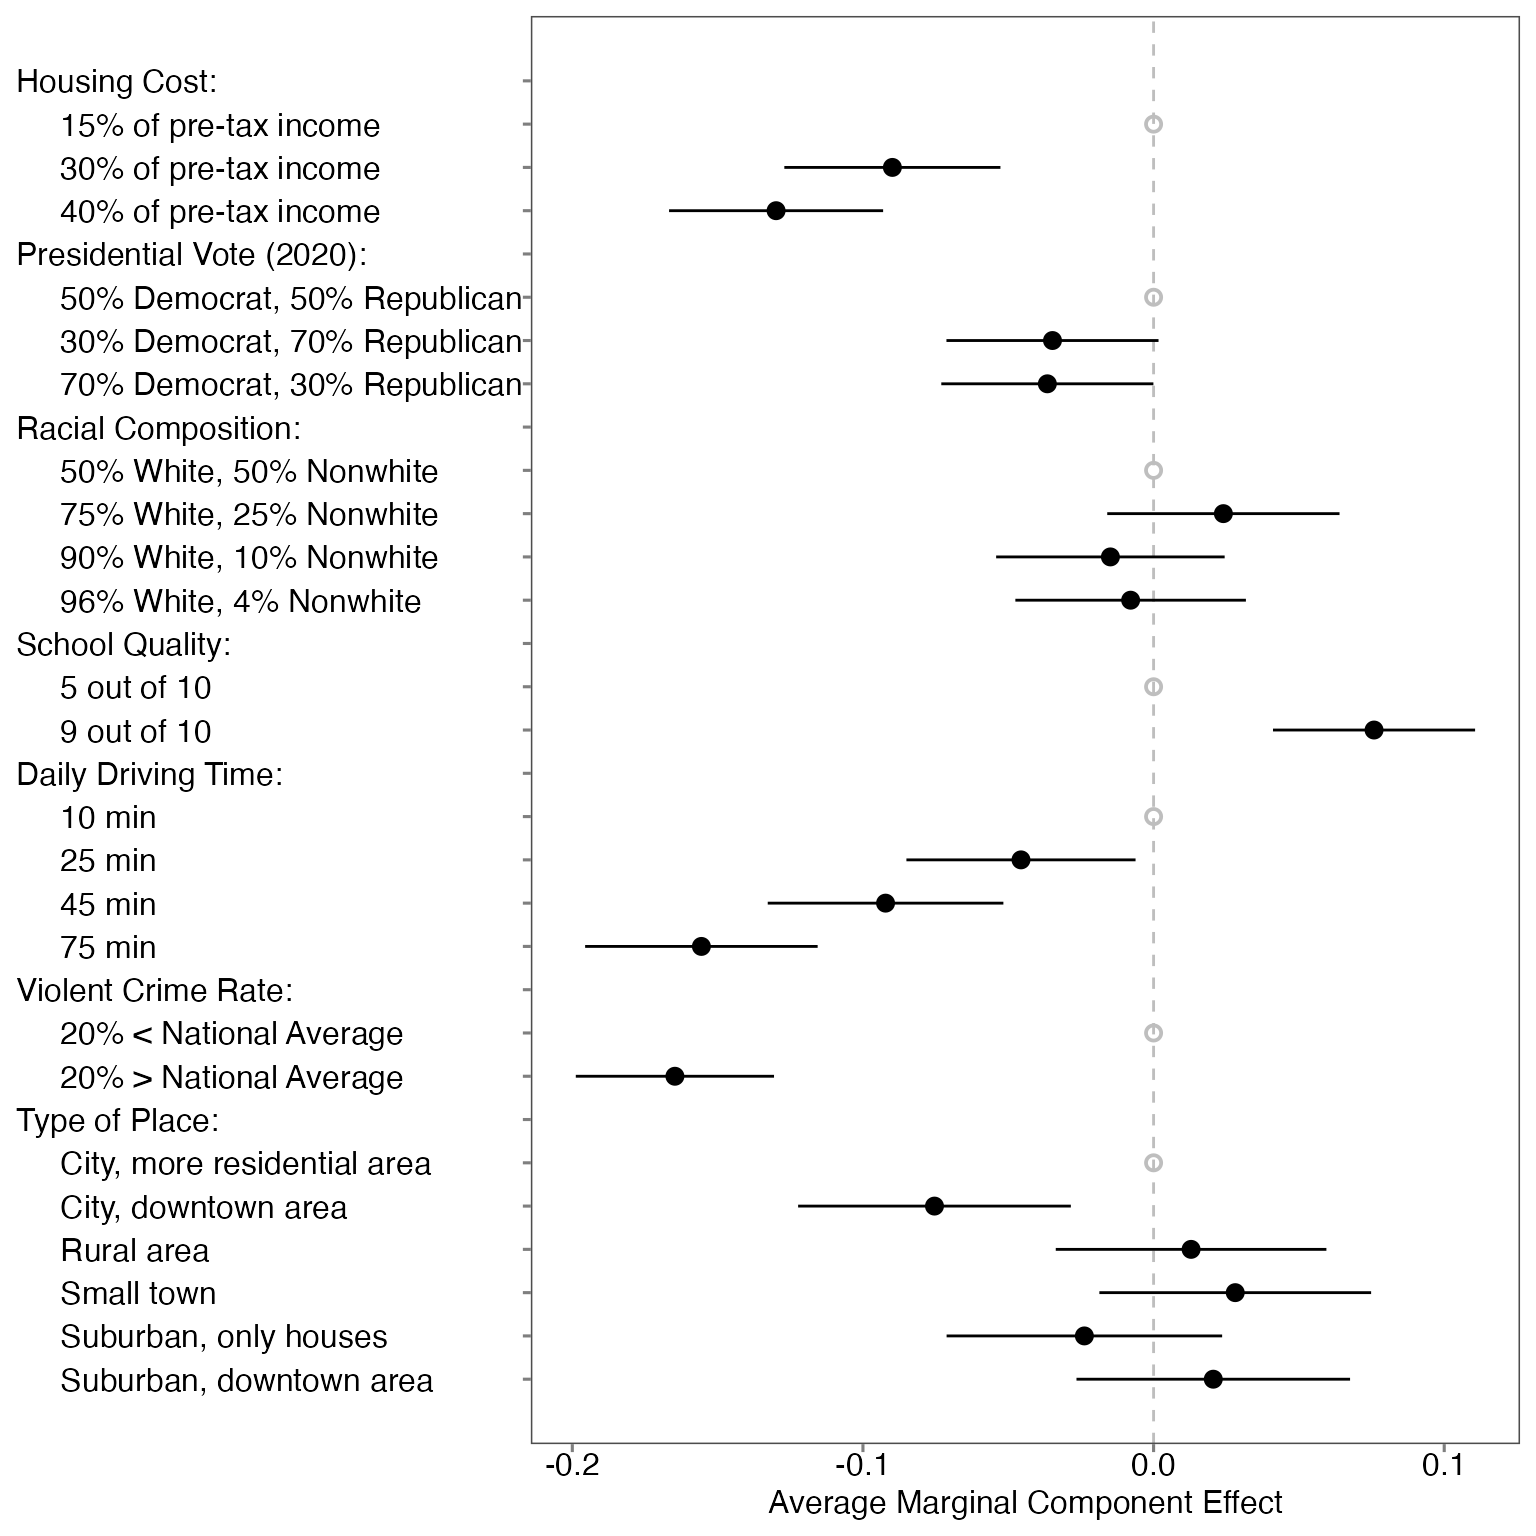 Housing Cost:
15% of pre-tax income
30% of pre-tax income
40% of pre-tax income
Presidential Vote (2020):
50% Democrat, 50% Republican
30% Democrat, 70% Republican
70% Democrat, 30% Republican
Racial Composition:
50% White, 50% Nonwhite
75% White, 25% Nonwhite
90% White, 10% Nonwhite
96% White, 4% Nonwhite
School Quality:
5 out of 10
9 out of 10
Daily Driving Time:
10 min
25 min
45 min
75 min
Violent Crime Rate:
20% < National Average
20% > National Average
Type of Place:
City, more residential area
City, downtown area
Rural area
Small town
Suburban, only houses
Suburban, downtown area
-0.2 -0.1 0.0 0.1
Average Marginal Component Effect